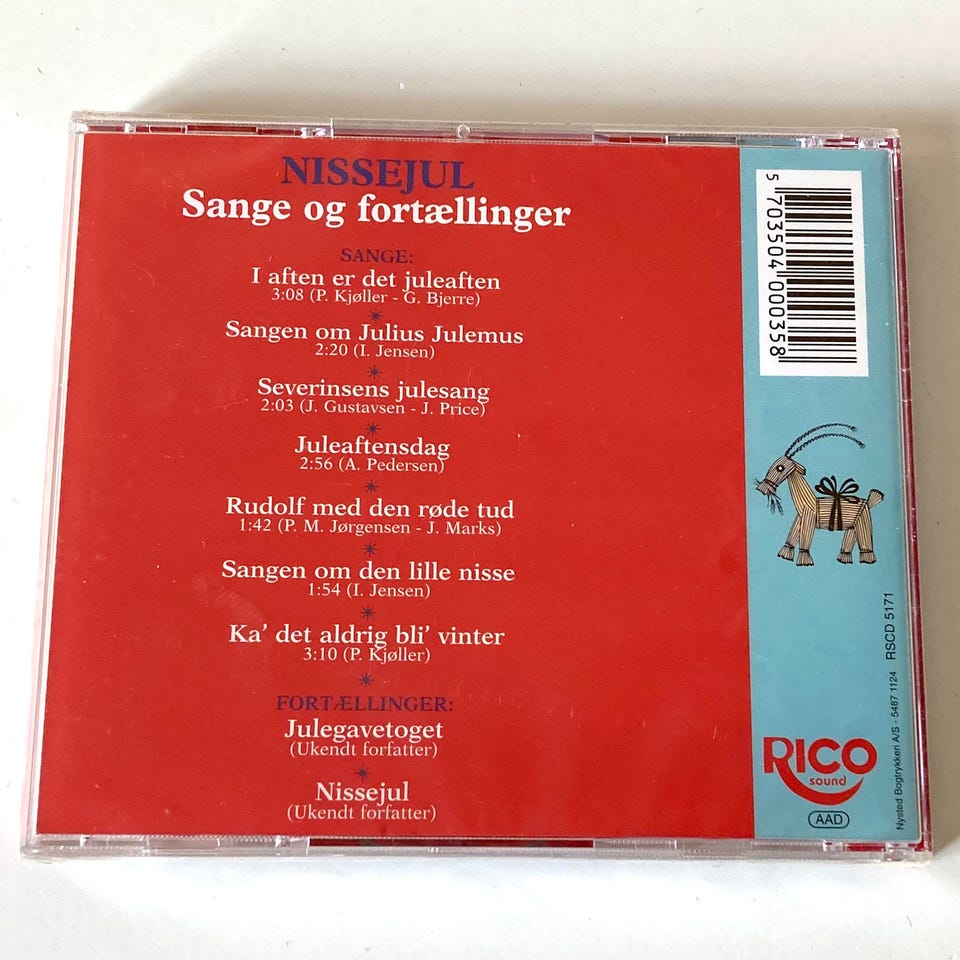 NISSEJUL
Sange og fortællinger
SANGE:
I aften er det juleaften
3:08 (P. Kjøller - G. Bjerre)
Sangen om Julius Julemus
2:20 (I. Jensen)
Severinsens julesang
2:03 (J. Gustavsen - J. Price)
Juleaftensdag
2:56 (A. Pedersen)
Rudolf med den røde tud
1:42 (P. M. Jørgensen - J. Marks)
Sangen om den lille nisse
1:54 (I. Jensen)
Ka' det aldrig bli' vinter
3:10 (P. Kjøller)
FORTÆLLINGER:
Julegavetoget
(Ukendt forfatter)
Nissejul
(Ukendt forfatter)
5 703504 000358
Nysted Bogtrykkeri A/S - 5487 1124 RSCD 5171
RICO
sound
AAD